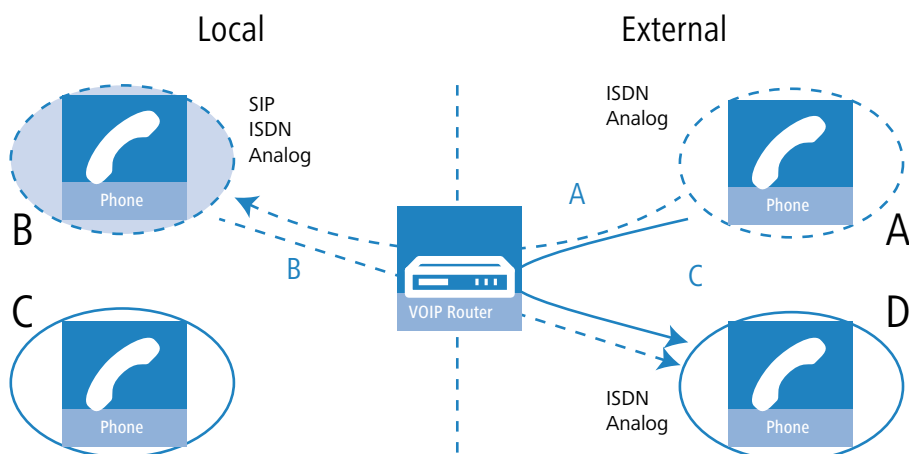 Local
External
SIP
ISDN
Analog
ISDN
Analog
Phone
Phone
A
B
A
B
C
VOIP Router
C
D
Phone
ISDN
Analog
Phone